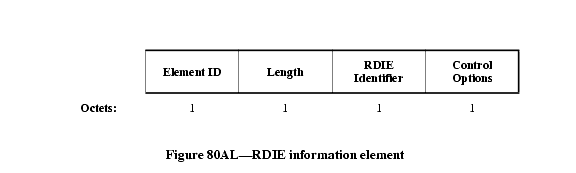 Element ID Length RDIE Identifier Control Options
Octets: 1 1 1 1
Figure 80AL—RDIE information element